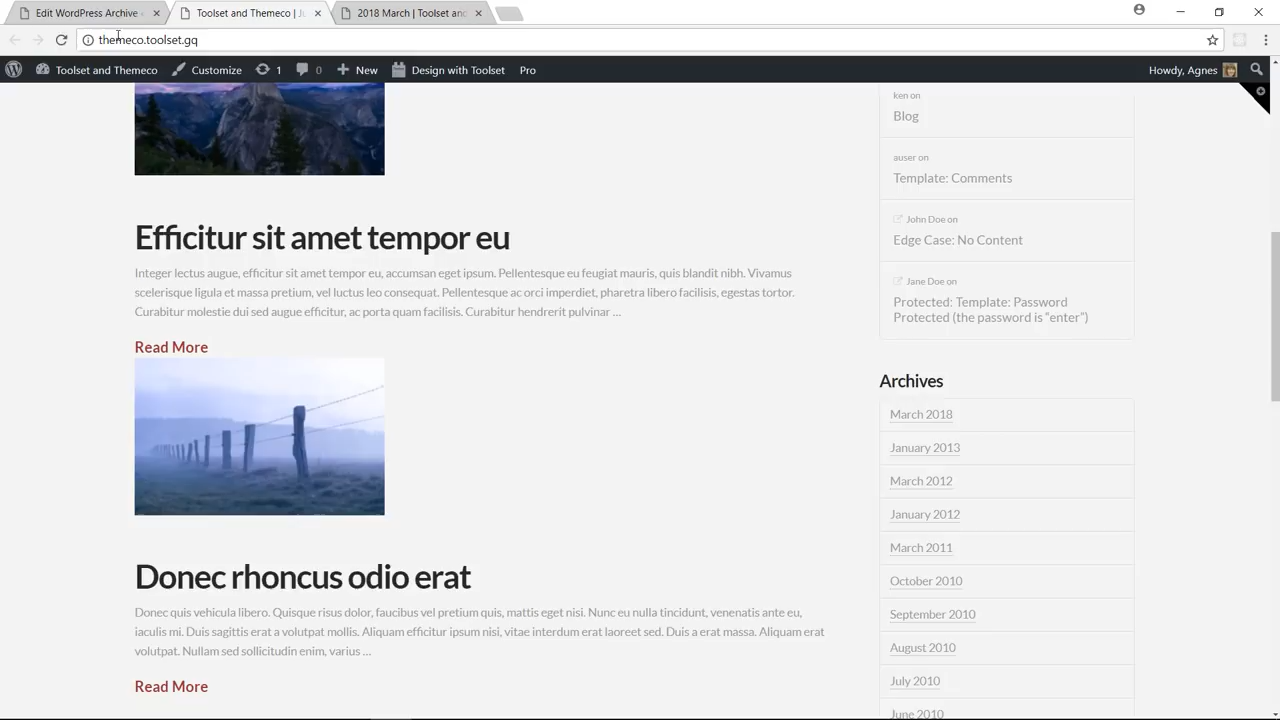 Edit WordPress Archive
Toolset and Themeco | Ju
2018 March | Toolset and
themeco.toolset.gq
Toolset and Themeco
Customize
1
0
New
Design with Toolset
Pro
Howdy, Agnes
Efficitur sit amet tempor eu
Integer lectus augue, efficitur sit amet tempor eu, accumsan eget ipsum. Pellentesque eu feugiat mauris, quis blandit nibh. Vivamus
scelerisque ligula et massa pretium, vel luctus leo consequat. Pellentesque ac orci imperdiet, pharetra libero facilisis, egestas tortor.
Curabitur molestie dui sed augue efficitur, ac porta quam facilisis. Curabitur hendrerit pulvinar ...
Read More
Donec rhoncus odio erat
Donec quis vehicula libero. Quisque risus dolor, faucibus vel pretium quis, mattis eget nisi. Nunc eu nulla tincidunt, venenatis ante eu,
iaculis mi. Duis sagittis erat a volutpat mollis. Aliquam efficitur ipsum nisi, vitae interdum erat laoreet sed. Duis a erat massa. Aliquam erat
volutpat. Nullam sed sollicitudin enim, varius ...
Read More
ken on
Blog
auser on
Template: Comments
John Doe on
Edge Case: No Content
Jane Doe on
Protected: Template: Password
Protected (the password is “enter”)
Archives
March 2018
January 2013
March 2012
January 2012
March 2011
October 2010
September 2010
August 2010
July 2010
June 2010